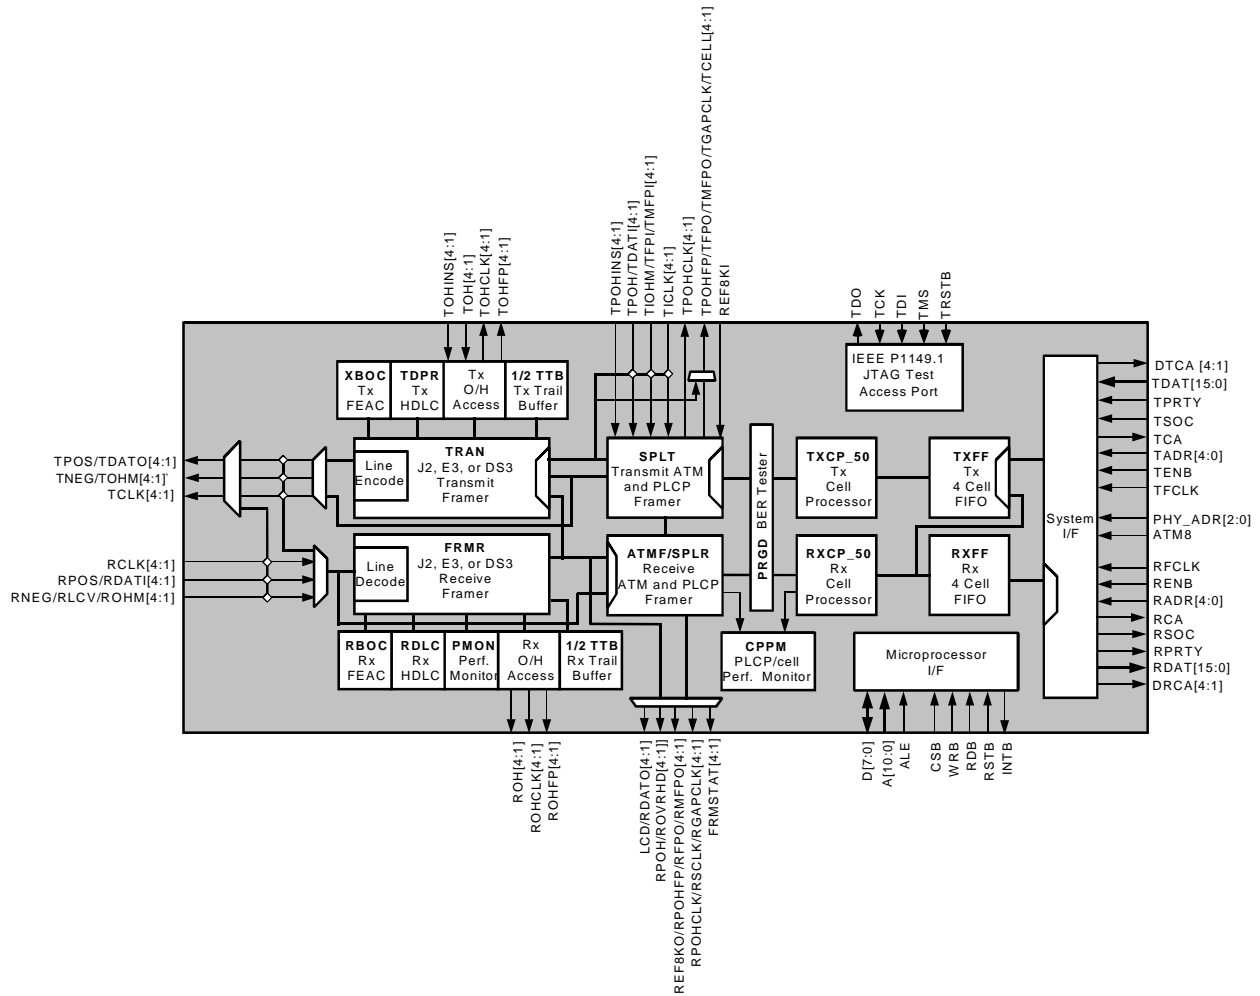 TOHINS[4:1]
TOH[4:1]
TOHCLK[4:1]
TOHFP[4:1]
TPOHINS[4:1]
TPOH/TDATI[4:1]
TIOHM/TFPI/TMFPI[4:1]
TICLK[4:1]
TPOHCLK[4:1]
TPOHFP/TFPO/TMFPO/TGAPCLK/TCELL[4:1]
REF8KI
TDO
TCK
TDI
TMS
TRSTB
IEEE P1149.1
JTAG Test
Access Port
XBOC
Tx
FEAC
TDPR
Tx
HDLC
Tx
O/H
Access
1/2 TTB
Tx Trail
Buffer
TPOS/TDATO[4:1]
TNEG/TOHM[4:1]`
TCLK[4:1]
Line
Encode
TRAN
J2, E3, or DS3
Transmit
Framer
SPLT
Transmit ATM
and PLCP
Framer
PRGD BER Tester
TXCP_50
Tx
Cell
Processor
TXFF
Tx
4 Cell
FIFO
System
I/F
DTCA [4:1]
TDAT[15:0]
TPRTY
TSOC
TCA
TADR[4:0]
TENB
TFCLK
PHY_ADR[2:0]
ATM8
RFCLK
RENB
RADR[4:0]
RCA
RSOC
RPRTY
RDAT[15:0]
DRCA[4:1]
RCLK[4:1]
RPOS/RDATI[4:1]
RNEG/RLCV/ROHM[4:1]
Line
Decode
FRMR
J2, E3, or DS3
Receive
Framer
ATMF/SPLR
Receive
ATM and PLCP
Framer
RXCP_50
Rx
Cell
Processor
RXFF
Rx
4 Cell
FIFO
RBOC
Rx
FEAC
RDLC
Rx
HDLC
PMON
Perf.
Monitor
Rx
O/H
Access
1/2 TTB
Rx Trail
Buffer
CPPM
PLCP/cell
Perf. Monitor
Microprocessor
I/F
ROH[4:1]
ROHCLK[4:1]
ROHFP[4:1]
LCD/RDATO[4:1]
RPOH/ROVRHD[4:1]]
REF8KO/RPOHFP/RFPO/RMFPO[4:1]
RPOHCLK/RSCLK/RGAPCLK[4:1]
FRMSTAT[4:1]
D[7:0]
A[10:0]
ALE
CSB
WRB
RDB
RSTB
INTB